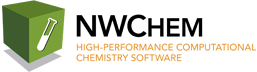 NWCHEM
HIGH-PERFORMANCE COMPUTATIONAL
CHEMISTRY SOFTWARE